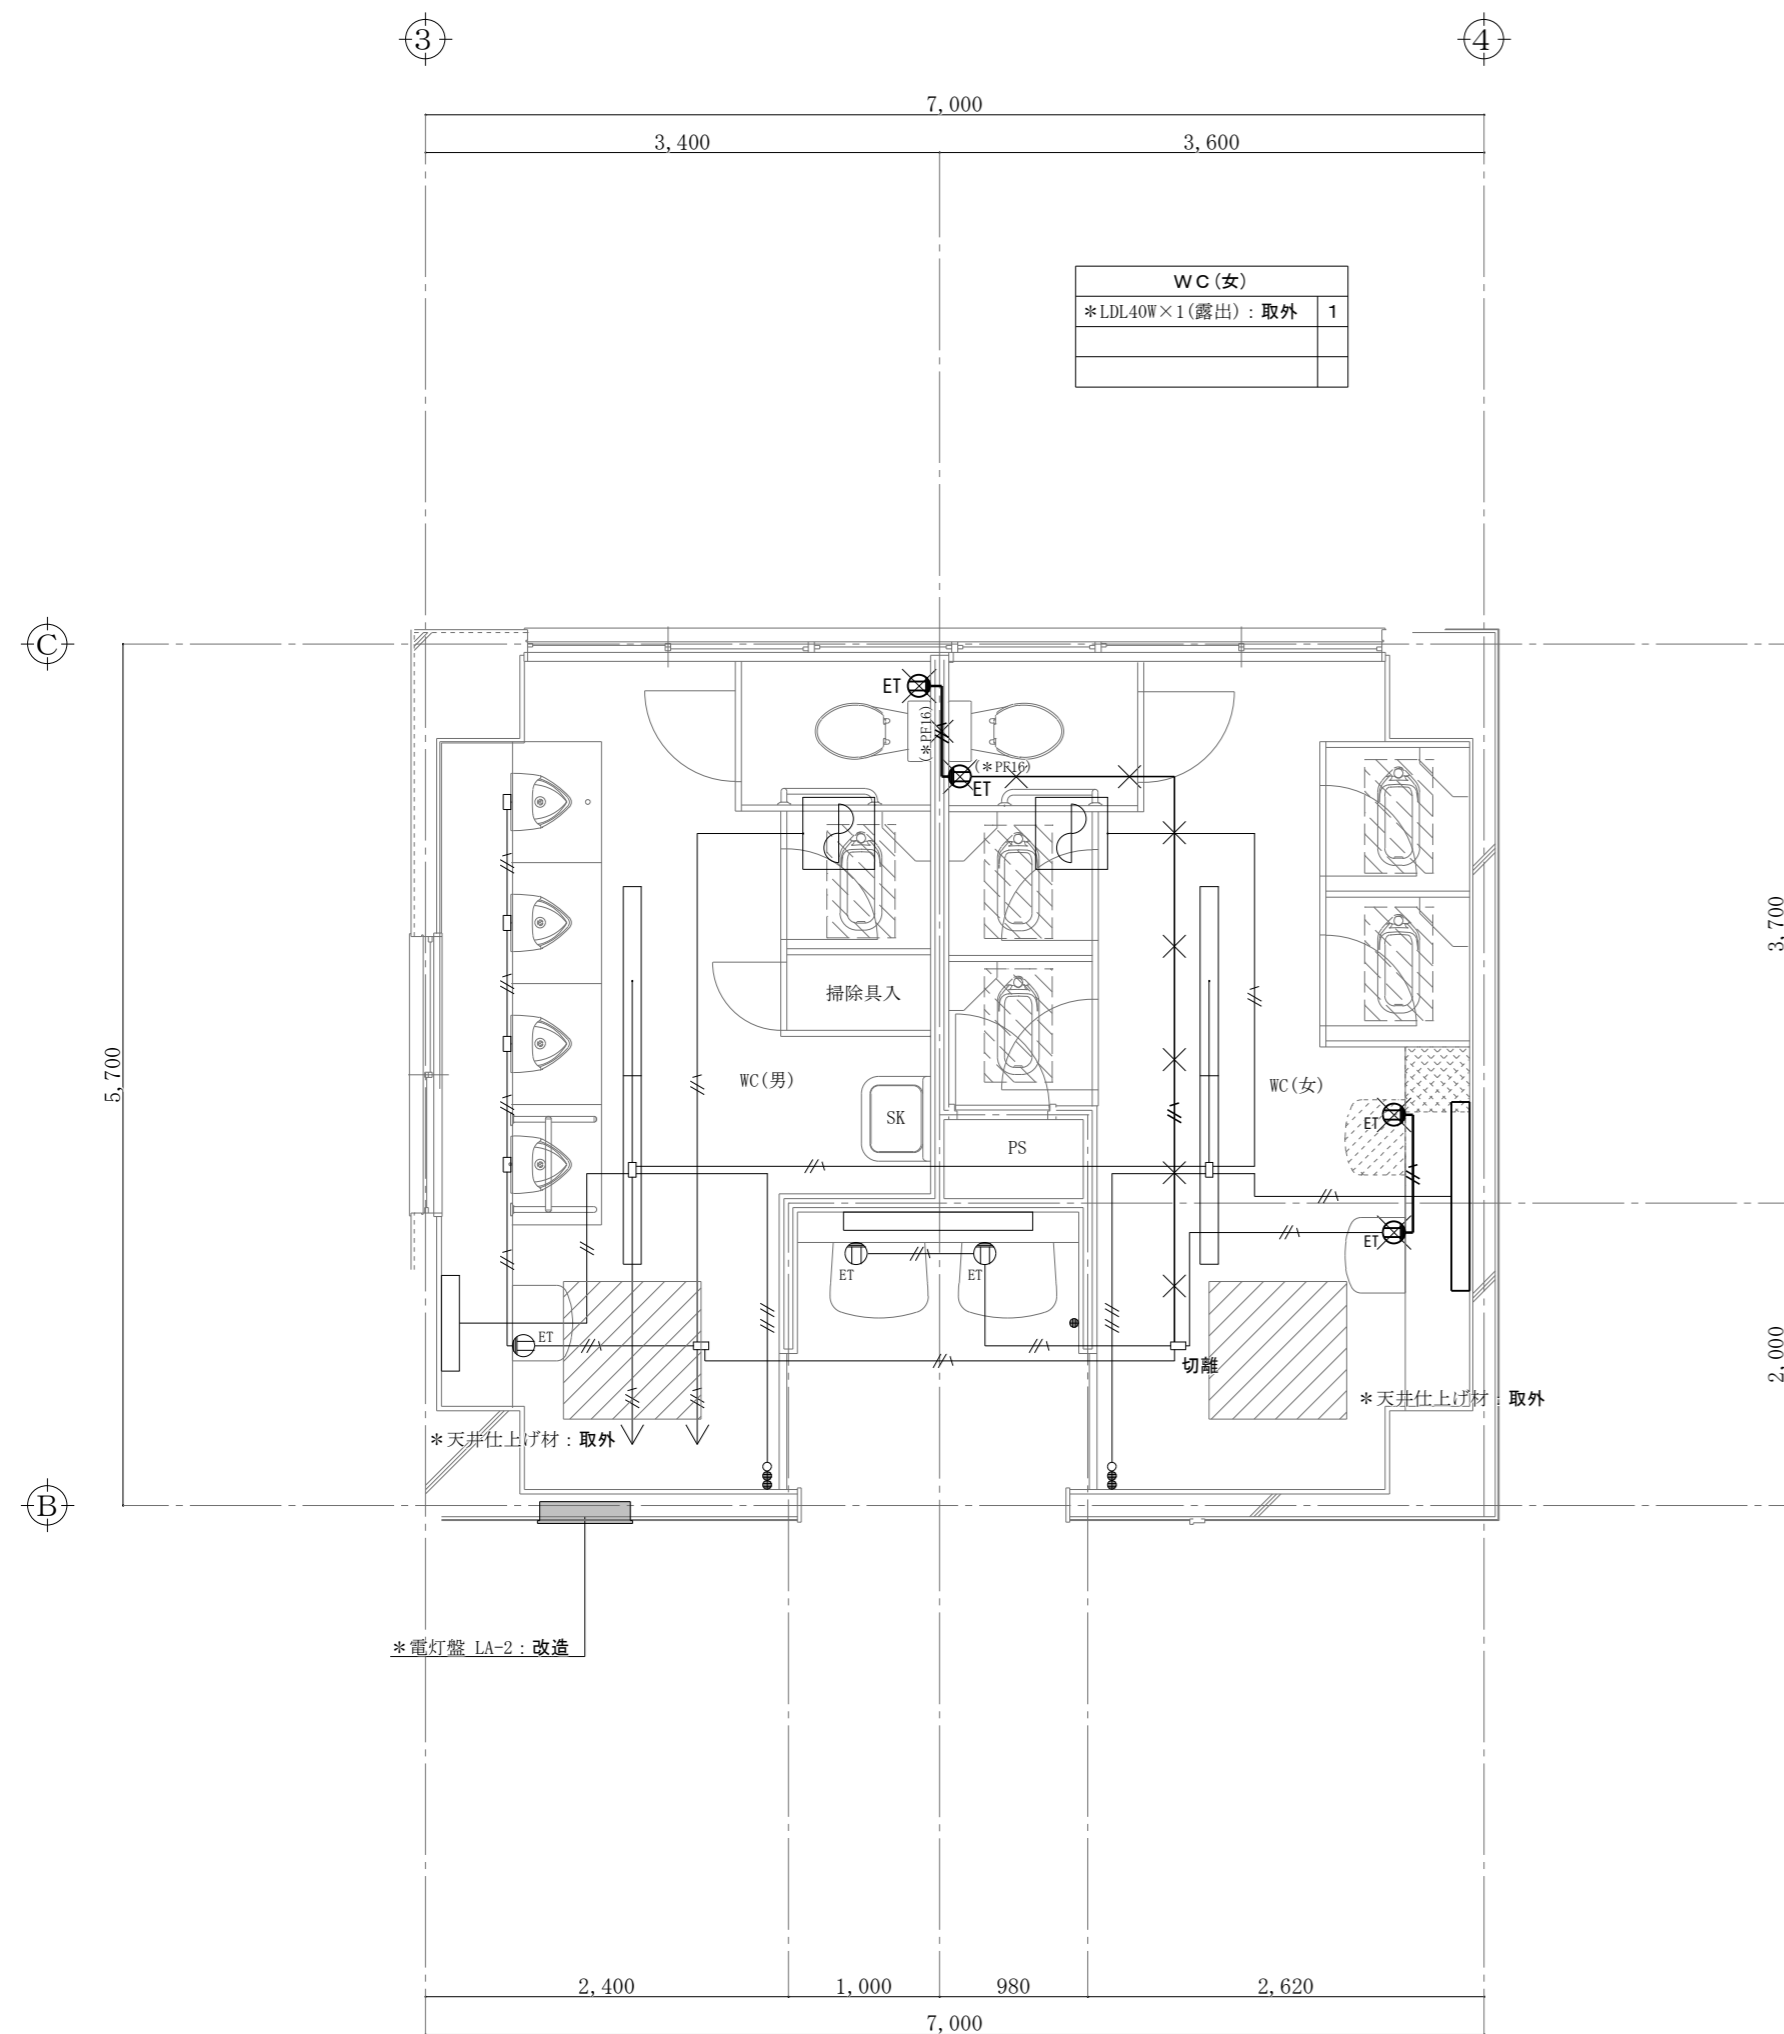 3
4
7,000
3,400
3,600
WC(女)
*LDL40W×1(露出):取外 1
C
ET
(*PF16)
(*PF16)
ET
3,700
掃除具入
5,700
WC(男)
WC(女)
SK
ET
PS
ET
ET
ET
ET
2,000
切離
*天井仕上げ材:取外
*天井仕上げ材:取外
B
*電灯盤 LA-2:改造
2,400
1,000
980
2,620
7,000